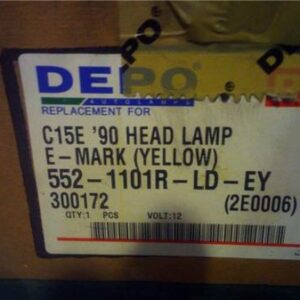 DEPO
DEPO
AUTOLAMPS
REPLACEMENT FOR
C15E '90 HEAD LAMP
E-MARK (YELLOW)
552-1101R-LD-EY
300172 (2E0006)
QTY:1 PCS VOLT:12